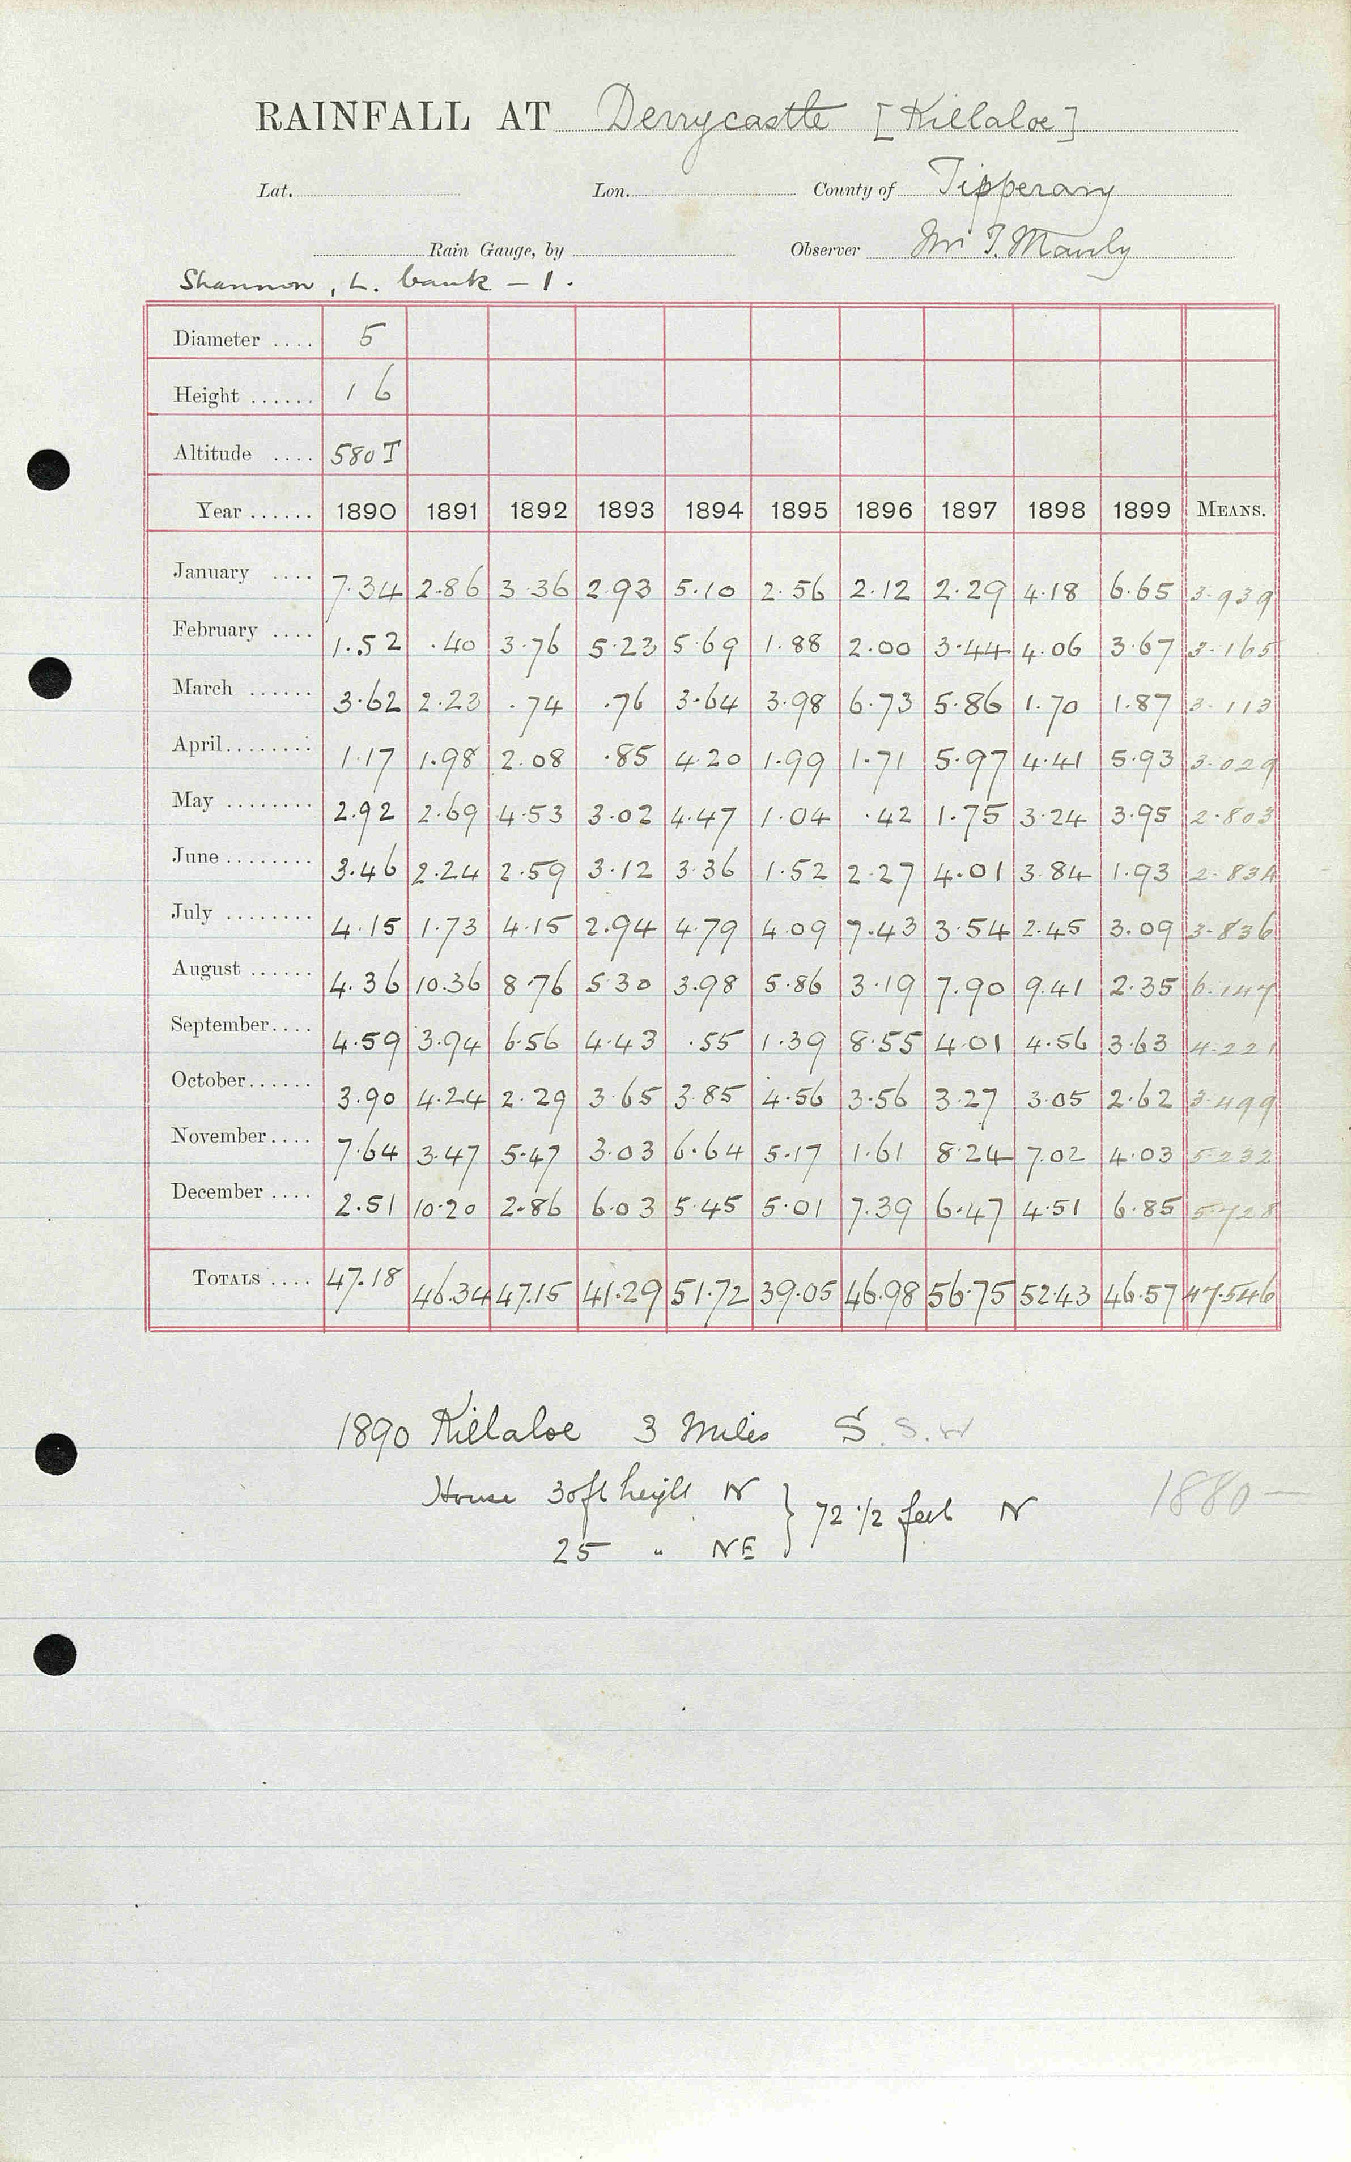 RAINFALL AT Derrycastle [Killaloe]
Lat. Lon. County of Tipperary
Rain Gauge, by Observer Mr T. Manly
Shannon, L. bank - 1.
Diameter .... 5
Height ...... 1 6
Altitude .... 580 T
Year ...... 1890 1891 1892 1893 1894 1895 1896 1897 1898 1899 MEANS.
January .... 7.34 2.86 3.36 2.93 5.10 2.56 2.12 2.29 4.18 6.65 3.939
February .... 1.52 .40 3.76 5.23 5.69 1.88 2.00 3.44 4.06 3.67 3.165
March ...... 3.62 2.23 .74 .76 3.64 3.98 6.73 5.86 1.70 1.87 3.113
April........ 1.17 1.98 2.08 .85 4.20 1.99 1.71 5.97 4.41 5.93 3.029
May ........ 2.92 2.69 4.53 3.02 4.47 1.04 .42 1.75 3.24 3.95 2.803
June ........ 3.46 2.24 2.59 3.12 3.36 1.52 2.27 4.01 3.84 1.93 2.834
July ........ 4.15 1.73 4.15 2.94 4.79 4.09 7.43 3.54 2.45 3.09 3.836
August ...... 4.36 10.36 8.76 5.30 3.98 5.86 3.19 7.90 9.41 2.35 6.147
September.... 4.59 3.94 6.56 4.43 .55 1.39 8.55 4.01 4.56 3.63 4.221
October...... 3.90 4.24 2.29 3.65 3.85 4.56 3.56 3.27 3.05 2.62 3.499
November.... 7.64 3.47 5.47 3.03 6.64 5.17 1.61 8.24 7.02 4.03 5.232
December .... 2.51 10.20 2.86 6.03 5.45 5.01 7.39 6.47 4.51 6.85 5.728
TOTALS .... 47.18 46.34 47.15 41.29 51.72 39.05 46.98 56.75 52.43 46.57 47.546
1890 Killaloe 3 Miles S. S. W
House 30ft height N } 72 1/2 feet N 1880 —
25 " NE